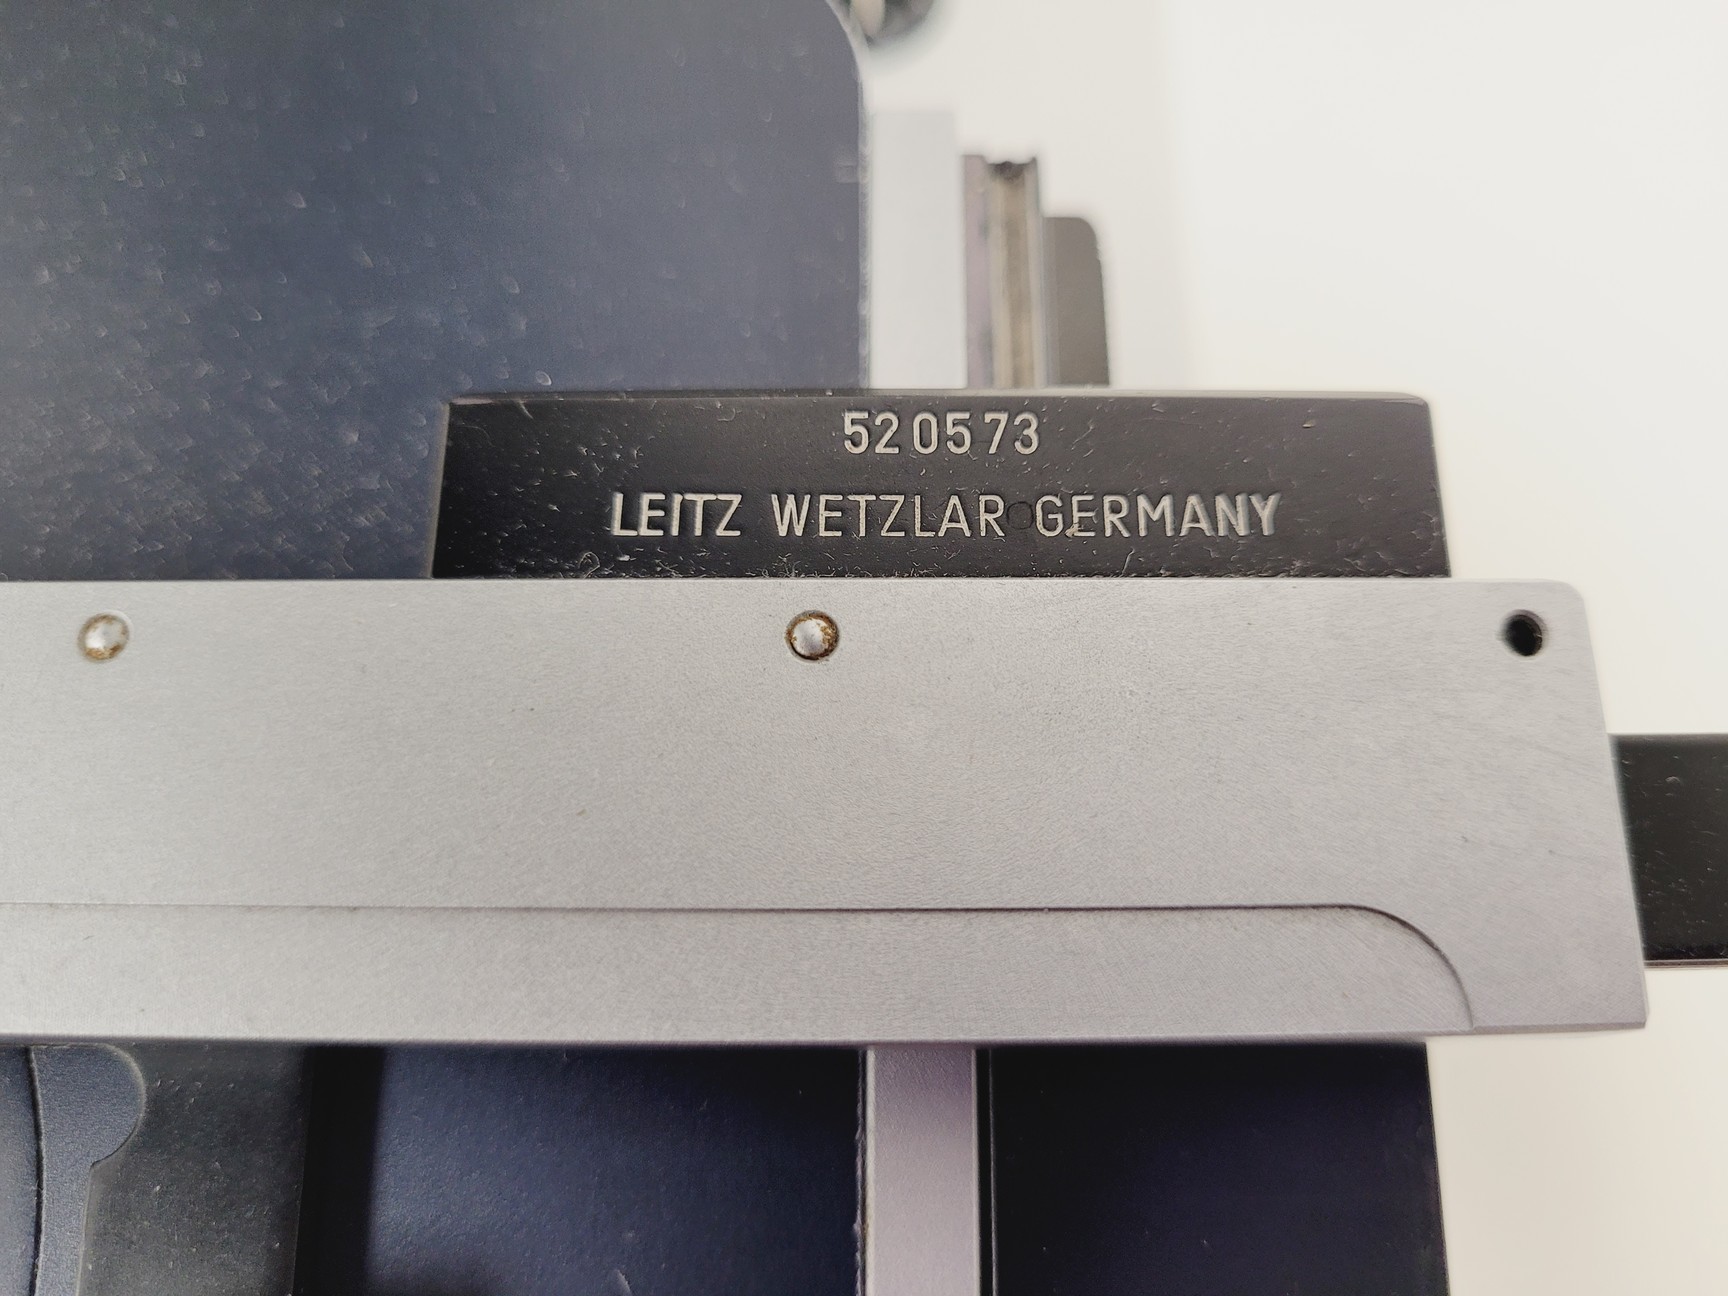 520573
LEITZ WETZLAR GERMANY